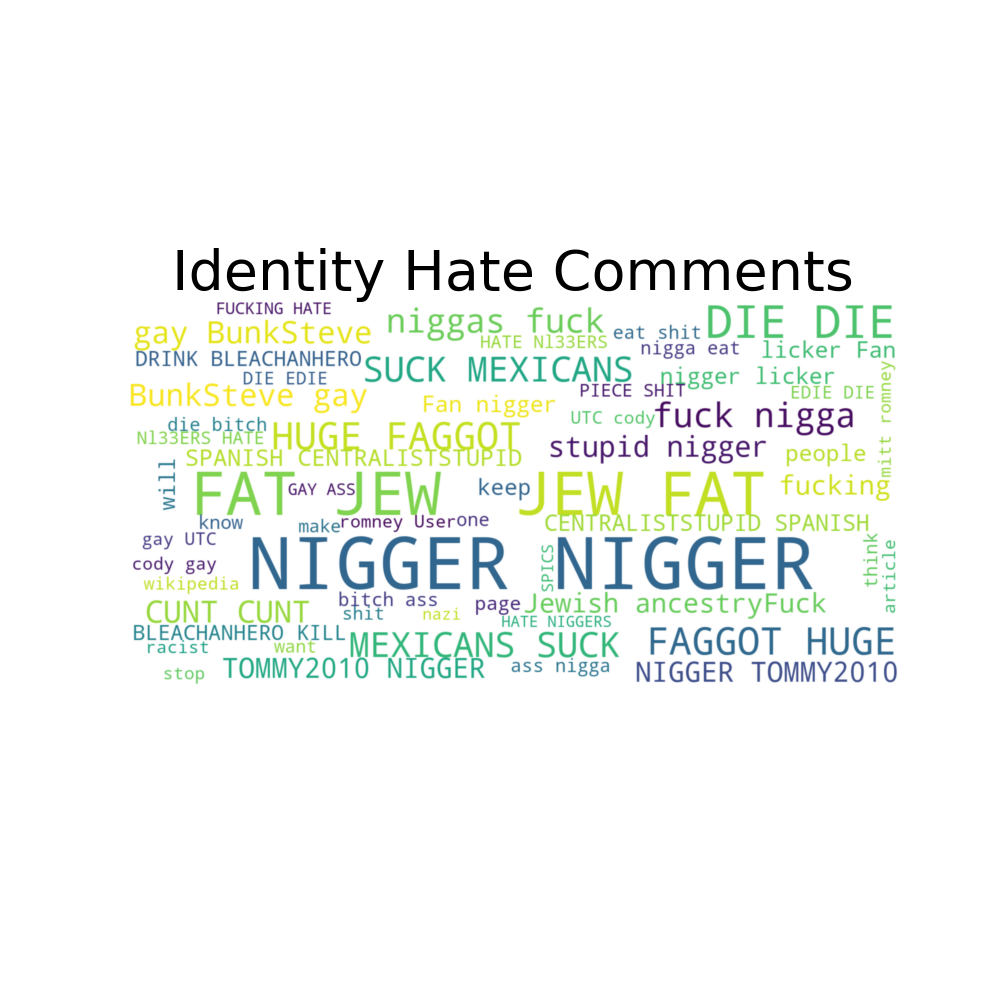 Identity Hate Comments
FUCKING HATE
gay BunkSteve
niggas fuck
HATE Nl33ERS
eat shit
DIE DIE
nigga eat
licker Fan
DRINK BLEACHANHERO
DIE EDIE
SUCK MEXICANS
nigger licker
BunkSteve gay
Fan nigger
PIECE SHIT
EDIE DIE
mitt romney
die bitch
UTC cody
fuck nigga
Nl33ERS HATE
HUGE FAGGOT
stupid nigger
SPANISH CENTRALISTSTUPID
people
will
FAT JEW
GAY ASS
keep
JEW FAT
fucking
know
make
romney User
one
CENTRALISTSTUPID SPANISH
gay UTC
cody gay
NIGGER NIGGER
SPICS
think
article
wikipedia
CUNT CUNT
bitch ass
shit
nazi
page
Jewish ancestryFuck
HATE NIGGERS
BLEACHANHERO KILL
racist
want
MEXICANS SUCK
FAGGOT HUGE
stop
TOMMY2010 NIGGER
ass nigga
NIGGER TOMMY2010